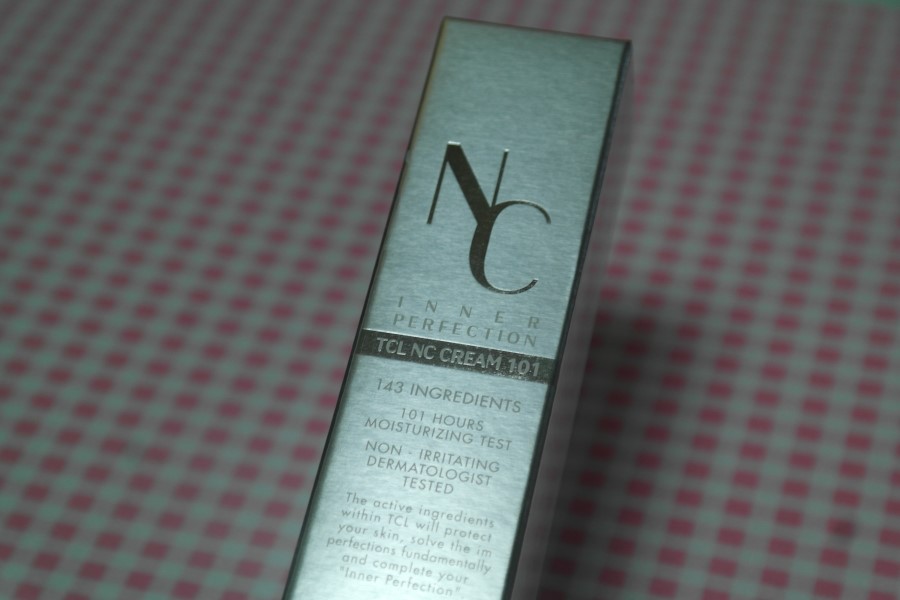 NC
INNER
PERFECTION
TCL NC CREAM 101
143 INGREDIENTS
101 HOURS
MOISTURIZING TEST
NON - IRRITATING
DERMATOLOGIST
TESTED
The active ingredients
within TCL will protect
your skin, solve the im
perfections fundamentally
and complete your
"Inner Perfection"